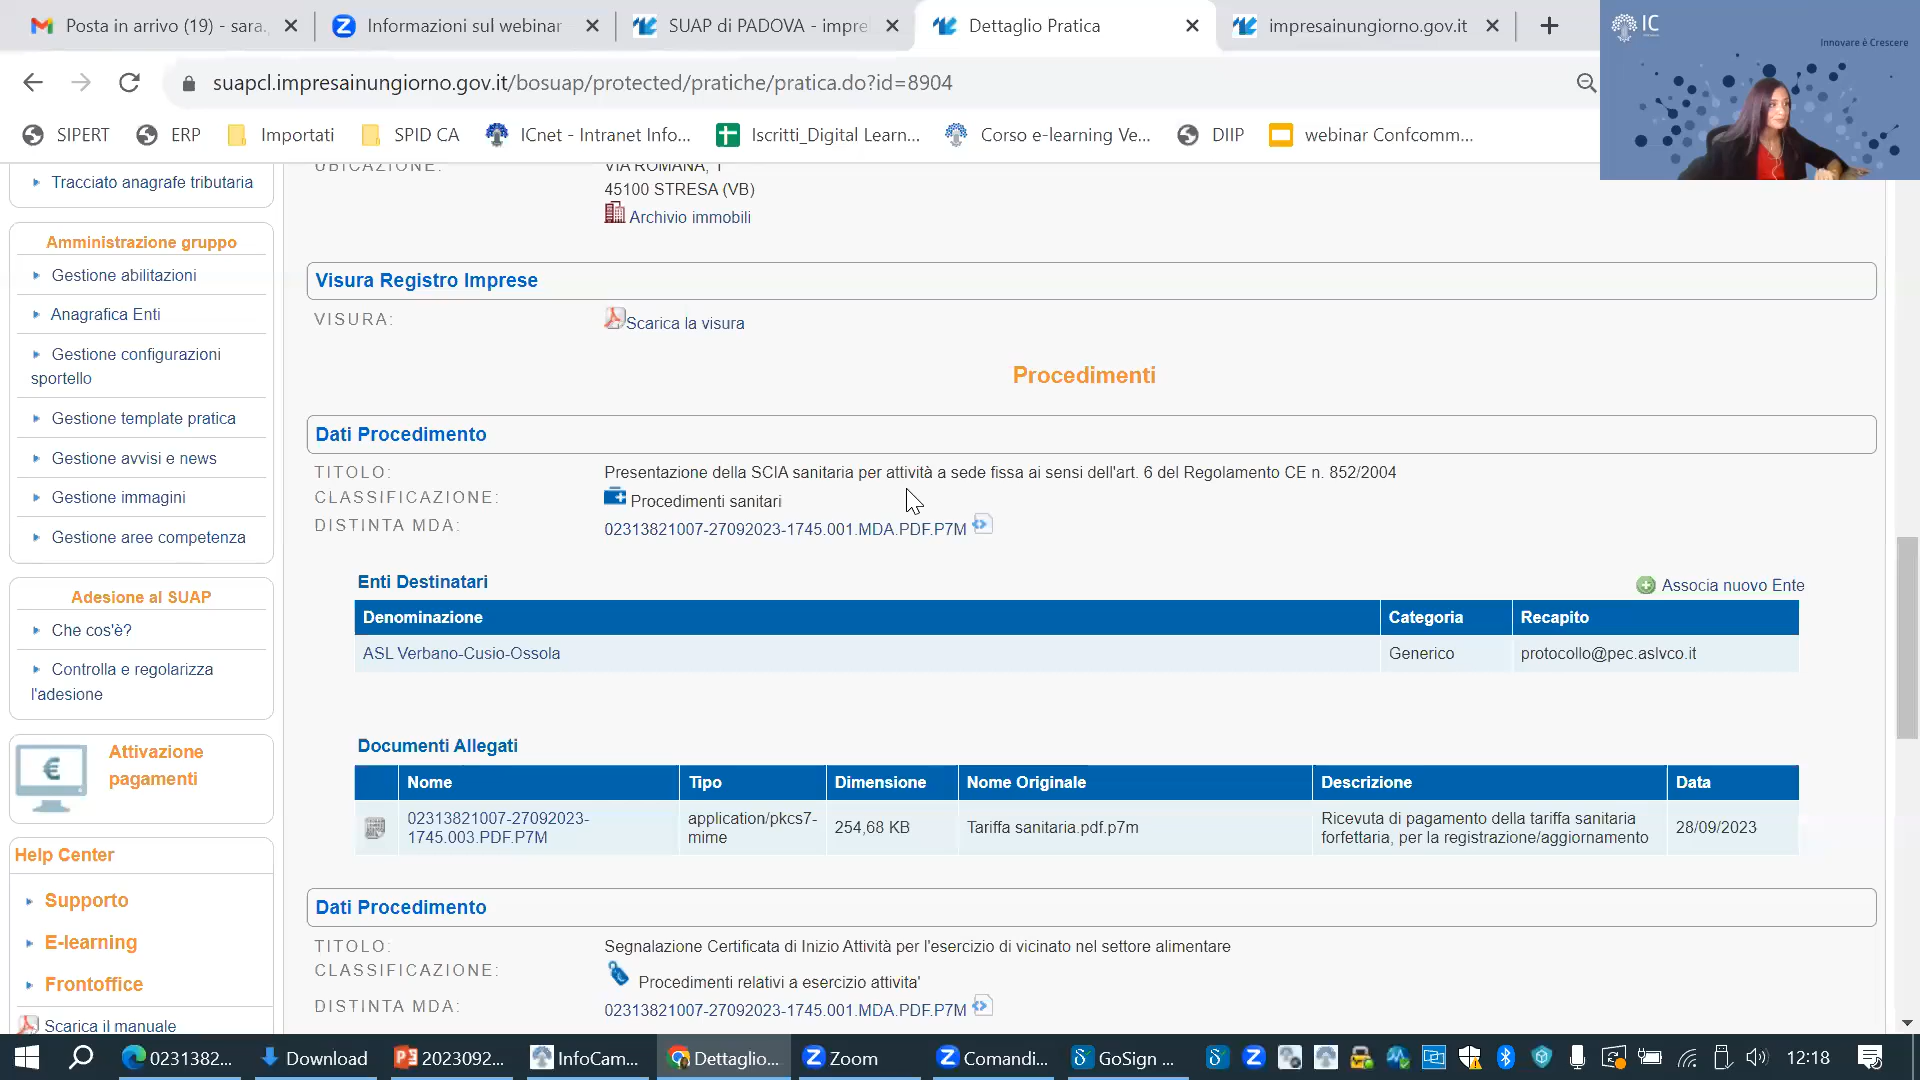 Posta in arrivo (19) - sara.
Informazioni sul webinar
SUAP di PADOVA - impre
Dettaglio Pratica
impresainungiorno.gov.it
IC
Innovare è Crescere
suapcl.impresainungiorno.gov.it/bosuap/protected/pratiche/pratica.do?id=8904
SIPERT
ERP
Importati
SPID CA
ICnet - Intranet Info...
Iscritti_Digital Learn...
Corso e-learning Ve...
DIIP
webinar Confcomm...
Tracciato anagrafe tributaria
Amministrazione gruppo
Gestione abilitazioni
Anagrafica Enti
Gestione configurazioni
sportello
Gestione template pratica
Gestione avvisi e news
Gestione immagini
Gestione aree competenza
Adesione al SUAP
Che cos'è?
Controlla e regolarizza
l'adesione
€
Attivazione
pagamenti
Help Center
Supporto
E-learning
Frontoffice
Scarica il manuale
UBICAZIONE: VIA ROMANA, 1
45100 STRESA (VB)
Archivio immobili
Visura Registro Imprese
VISURA: Scarica la visura
Procedimenti
Dati Procedimento
TITOLO: Presentazione della SCIA sanitaria per attività a sede fissa ai sensi dell'art. 6 del Regolamento CE n. 852/2004
CLASSIFICAZIONE: Procedimenti sanitari
DISTINTA MDA: 02313821007-27092023-1745.001.MDA.PDF.P7M
Enti Destinatari
Associa nuovo Ente
Denominazione Categoria Recapito
ASL Verbano-Cusio-Ossola Generico protocollo@pec.aslvco.it
Documenti Allegati
Nome Tipo Dimensione Nome Originale Descrizione Data
02313821007-27092023-
1745.003.PDF.P7M
application/pkcs7-
mime
254,68 KB
Tariffa sanitaria.pdf.p7m
Ricevuta di pagamento della tariffa sanitaria
forfettaria, per la registrazione/aggiornamento
28/09/2023
Dati Procedimento
TITOLO: Segnalazione Certificata di Inizio Attività per l'esercizio di vicinato nel settore alimentare
CLASSIFICAZIONE: Procedimenti relativi a esercizio attivita'
DISTINTA MDA: 02313821007-27092023-1745.001.MDA.PDF.P7M
0231382...
Download
2023092...
InfoCam...
Dettaglio...
Zoom
Comandi...
GoSign ...
12:18